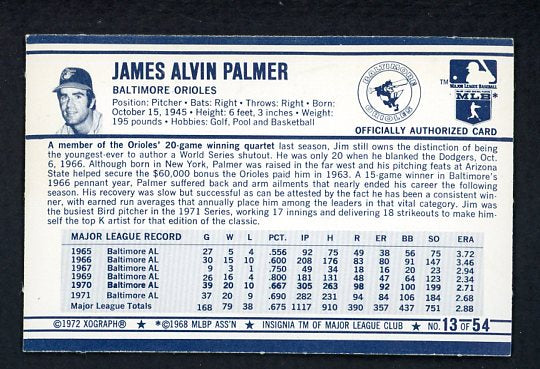 JAMES ALVIN PALMER
BALTIMORE ORIOLES
Position: Pitcher • Bats: Right • Throws: Right • Born:
October 15, 1945 • Height: 6 feet, 3 inches • Weight:
195 pounds • Hobbies: Golf, Pool and Basketball
BALTIMORE
ORIOLES
TM
MAJOR LEAGUE BASEBALL
MLB*
OFFICIALLY AUTHORIZED CARD
A member of the Orioles' 20-game winning quartet last season, Jim still owns the distinction of being
the youngest-ever to author a World Series shutout. He was only 20 when he blanked the Dodgers, Oct.
6, 1966. Although born in New York, Palmer was raised in the far west and his pitching feats at Arizona
State helped secure the $60,000 bonus the Orioles paid him in 1963. A 15-game winner in Baltimore's
1966 pennant year, Palmer suffered back and arm ailments that nearly ended his career the following
season. His recovery was slow but successful as can be attested by the fact he has been a consistent win-
ner, with earned run averages that annually place him among the leaders in that vital category. Jim was
the busiest Bird pitcher in the 1971 Series, working 17 innings and delivering 18 strikeouts to make him-
self the top K artist for that edition of the classic.
MAJOR LEAGUE RECORD G W L PCT. IP H R ER BB SO ERA
1965 Baltimore AL 27 5 4 .556 92 75 49 38 56 75 3.72
1966 Baltimore AL 30 15 10 .600 208 176 83 80 91 147 3.46
1967 Baltimore AL 9 3 1 .750 49 34 18 16 20 23 2.94
1969 Baltimore AL 26 16 4 .800 181 131 48 47 64 123 2.34
1970 Baltimore AL 39 20 10 .667 305 263 98 92 100 199 2.71
1971 Baltimore AL 37 20 9 .690 282 231 94 84 106 184 2.68
Major League Totals 168 79 38 .675 1117 910 390 357 437 751 2.88
©1972 XOGRAPH® ★ *©1968 MLBP ASS'N ★ INSIGNIA TM OF MAJOR LEAGUE CLUB ★ NO. 13 OF 54